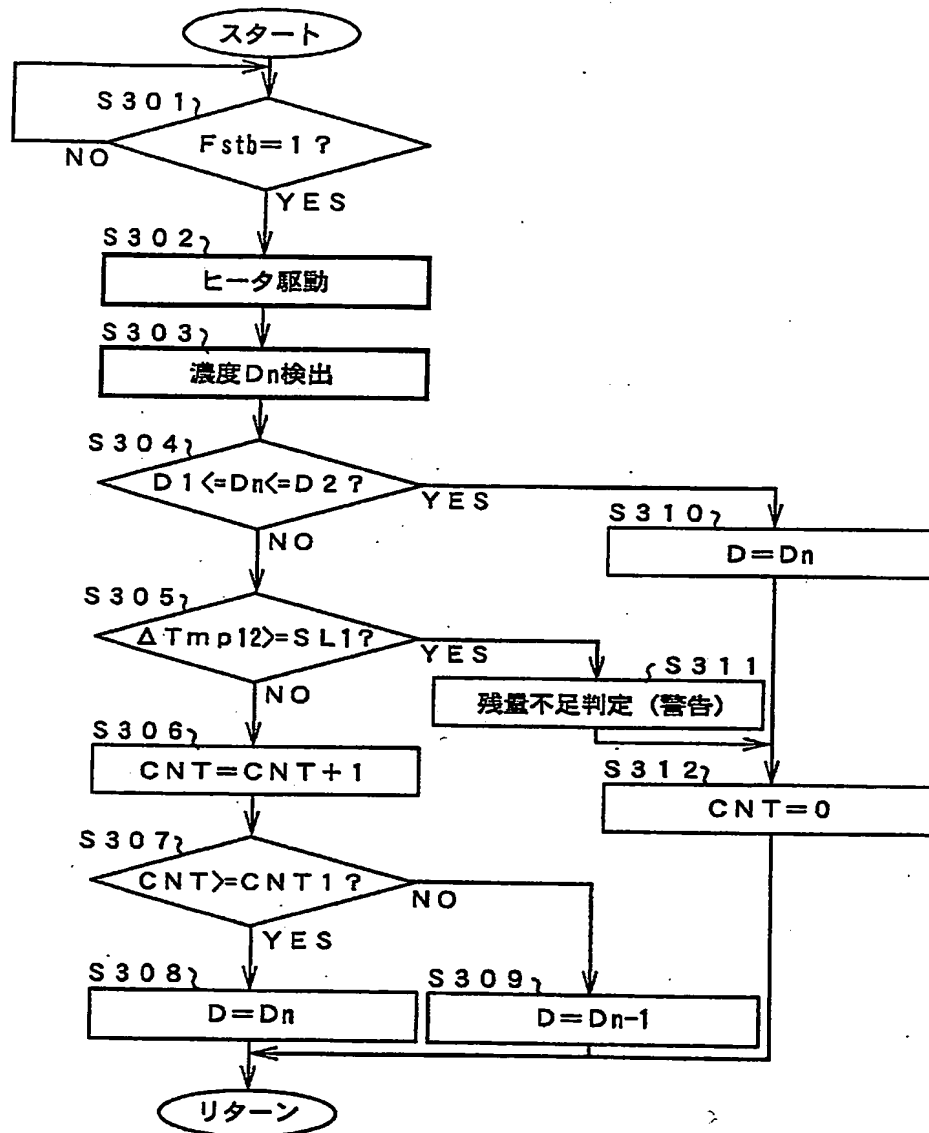 スタート
S301
Fstb=1?
NO
YES
S302
ヒータ駆動
S303
濃度Dn検出
S304
D1<=Dn<=D2?
YES
NO
S310
D=Dn
S305
ΔTmp12>=SL1?
YES
NO
S311
残量不足判定(警告)
S306
CNT=CNT+1
S312
CNT=0
S307
CNT>=CNT1?
NO
YES
S308
D=Dn
S309
D=Dn-1
リターン